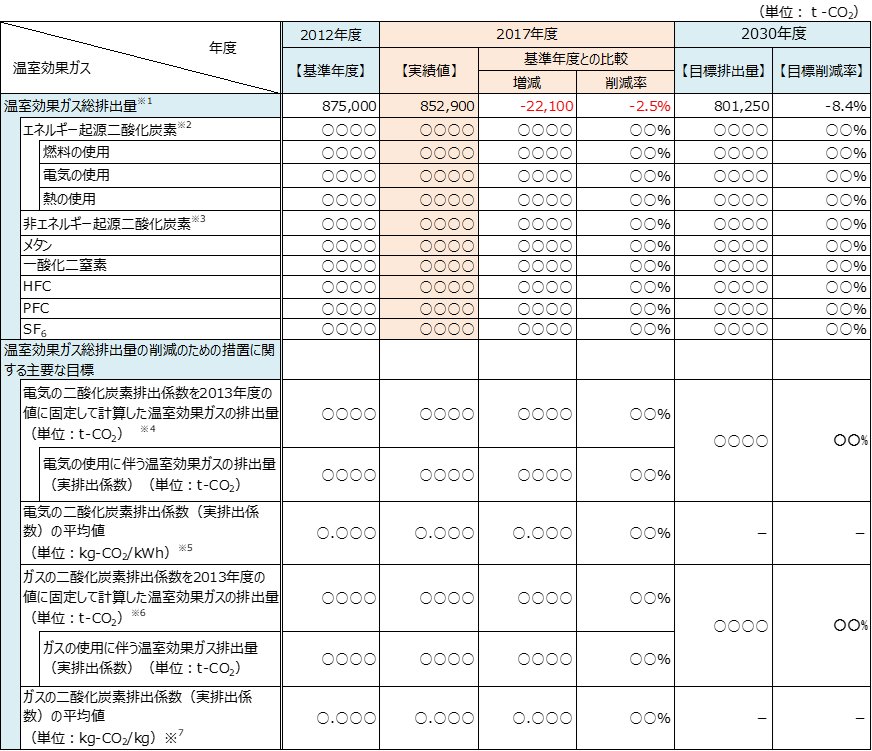 （単位：ｔ-CO₂）
年度
温室効果ガス
2012年度 2017年度 2030年度
【基準年度】 【実績値】 基準年度との比較 【目標排出量】 【目標削減率】
増減 削減率
温室効果ガス総排出量※1 875,000 852,900 -22,100 -2.5% 801,250 -8.4%
エネルギー起源二酸化炭素※2 ○○○○ ○○○○ ○○○○ ○○% ○○○○ ○○%
燃料の使用 ○○○○ ○○○○ ○○○○ ○○% ○○○○ ○○%
電気の使用 ○○○○ ○○○○ ○○○○ ○○% ○○○○ ○○%
熱の使用 ○○○○ ○○○○ ○○○○ ○○% ○○○○ ○○%
非エネルギー起源二酸化炭素※3 ○○○○ ○○○○ ○○○○ ○○% ○○○○ ○○%
メタン ○○○○ ○○○○ ○○○○ ○○% ○○○○ ○○%
一酸化二窒素 ○○○○ ○○○○ ○○○○ ○○% ○○○○ ○○%
HFC ○○○○ ○○○○ ○○○○ ○○% ○○○○ ○○%
PFC ○○○○ ○○○○ ○○○○ ○○% ○○○○ ○○%
SF₆ ○○○○ ○○○○ ○○○○ ○○% ○○○○ ○○%
温室効果ガス総排出量の削減のための措置に関
する主要な目標
電気の二酸化炭素排出係数を2013年度の
値に固定して計算した温室効果ガスの排出量
（単位：t-CO₂） ※4
○○○○ ○○○○ ○○○○ ○○% ○○○○ ○○%
電気の使用に伴う温室効果ガスの排出量
（実排出係数）（単位：t-CO₂）
○○○○ ○○○○ ○○○○ ○○%
電気の二酸化炭素排出係数（実排出係
数）の平均値
（単位：kg-CO₂/kWh）※5
○.○○○ ○.○○○ ○.○○○ ○○% － －
ガスの二酸化炭素排出係数を2013年度の
値に固定して計算した温室効果ガスの排出量
（単位：t-CO₂）※6
○○○○ ○○○○ ○○○○ ○○% ○○○○ ○○%
ガスの使用に伴う温室効果ガス排出量
（実排出係数）（単位：t-CO₂）
○○○○ ○○○○ ○○○○ ○○%
ガスの二酸化炭素排出係数（実排出係
数）の平均値
（単位：kg-CO₂/kg）※7
○.○○○ ○.○○○ ○.○○○ ○○% － －